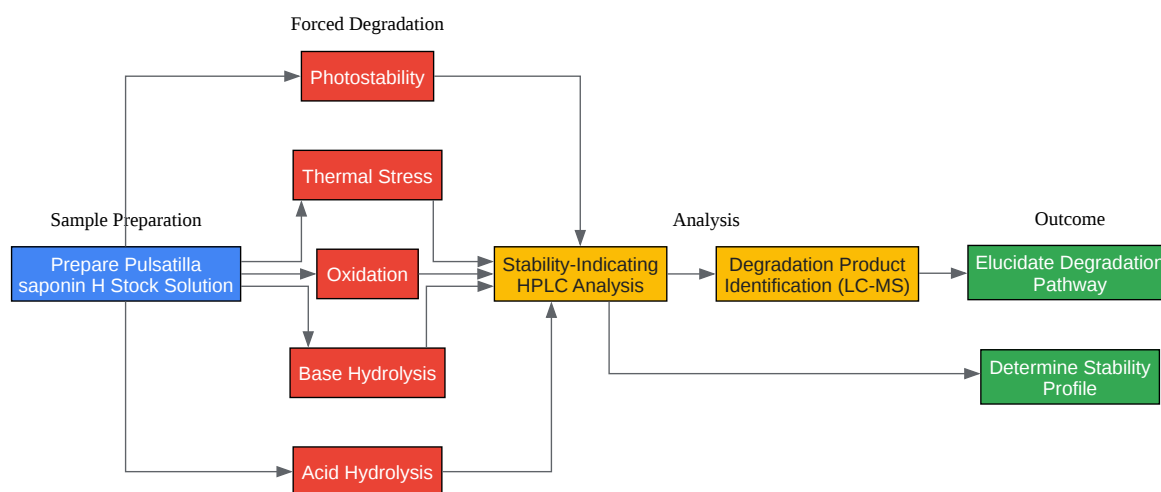 Forced Degradation
Photostability
Thermal Stress
Sample Preparation
Analysis
Outcome
Prepare Pulsatilla
saponin H Stock Solution
Oxidation
Stability-Indicating
HPLC Analysis
Degradation Product
Identification (LC-MS)
Elucidate Degradation
Pathway
Base Hydrolysis
Determine Stability
Profile
Acid Hydrolysis